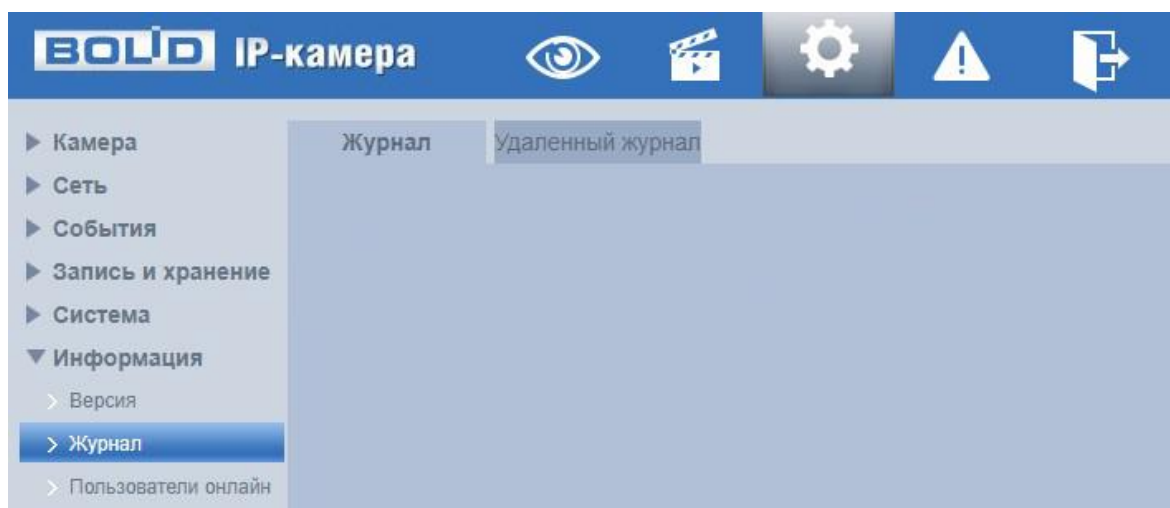 BOLID IP-камера
Камера
Журнал
Удаленный журнал
Сеть
События
Запись и хранение
Система
Информация
Версия
Журнал
Пользователи онлайн